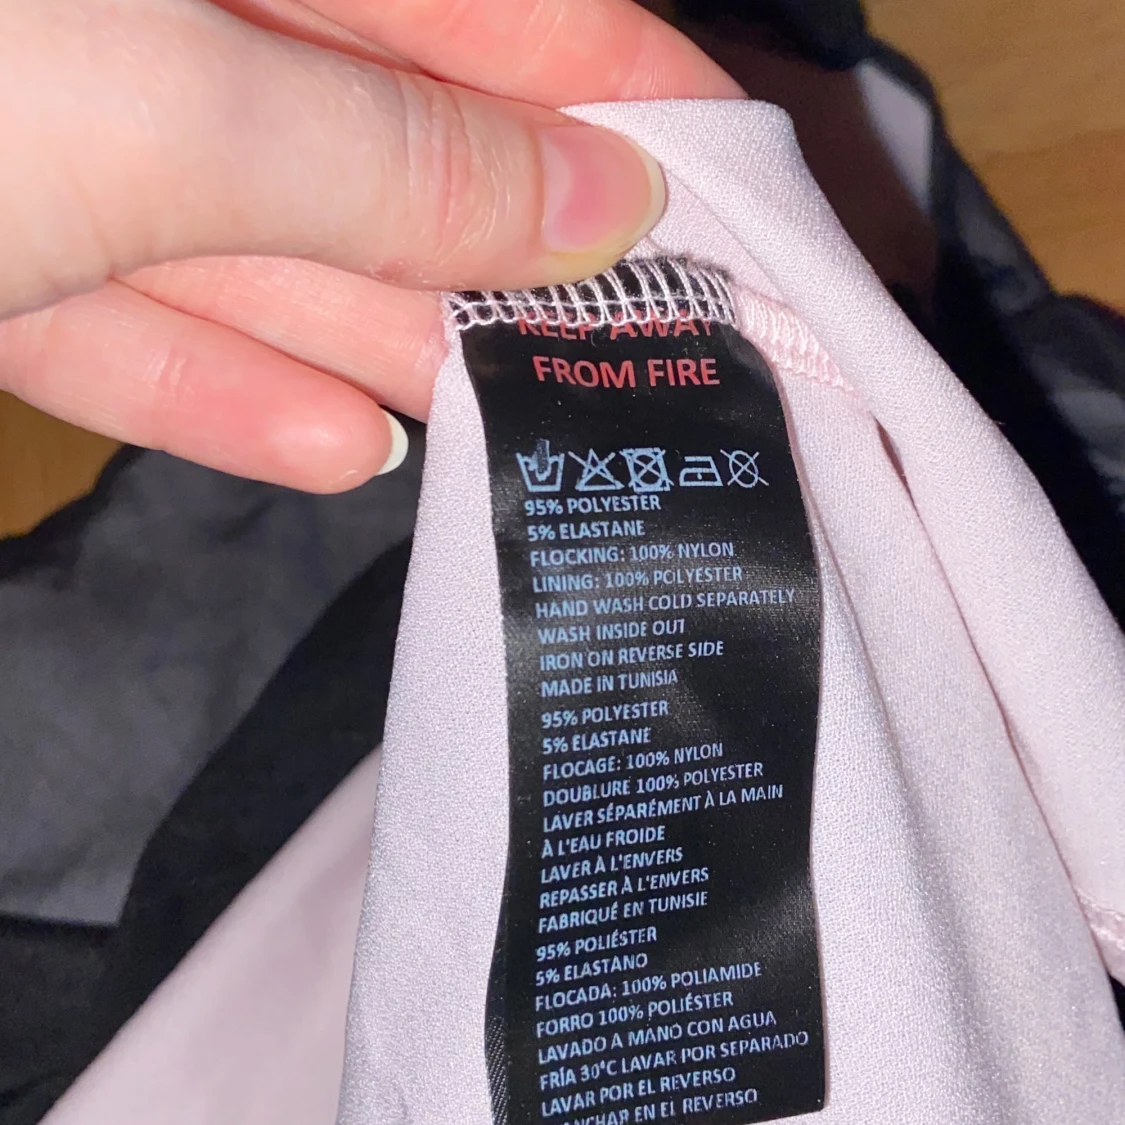 KEEP AWAY
FROM FIRE
95% POLYESTER
5% ELASTANE
FLOCKING: 100% NYLON
LINING: 100% POLYESTER
HAND WASH COLD SEPARATELY
WASH INSIDE OUT
IRON ON REVERSE SIDE
MADE IN TUNISIA
95% POLYESTER
5% ELASTANE
FLOCAGE: 100% NYLON
DOUBLURE 100% POLYESTER
LAVER SÉPARÉMENT À LA MAIN
À L'EAU FROIDE
LAVER À L'ENVERS
REPASSER À L'ENVERS
FABRIQUÉ EN TUNISIE
95% POLIÉSTER
5% ELASTANO
FLOCADA: 100% POLIAMIDE
FORRO 100% POLIÉSTER
LAVADO A MANO CON AGUA
FRÍA 30°C LAVAR POR SEPARADO
LAVAR POR EL REVERSO
EN EL REVERSO